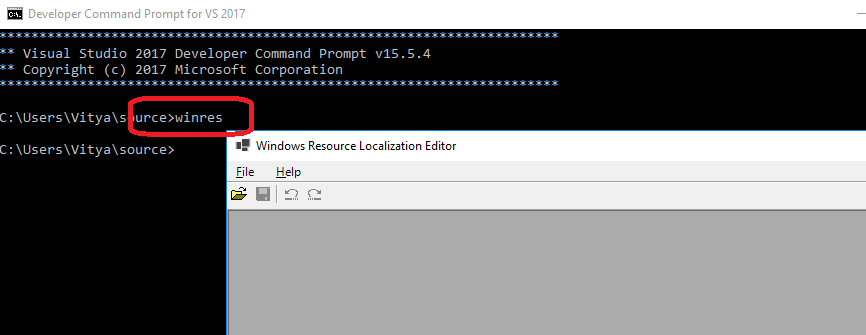 Developer Command Prompt for VS 2017
**********************************************************************
** Visual Studio 2017 Developer Command Prompt v15.5.4
** Copyright (c) 2017 Microsoft Corporation
**********************************************************************
C:\Users\Vitya\source>winres
C:\Users\Vitya\source>
Windows Resource Localization Editor
File Help